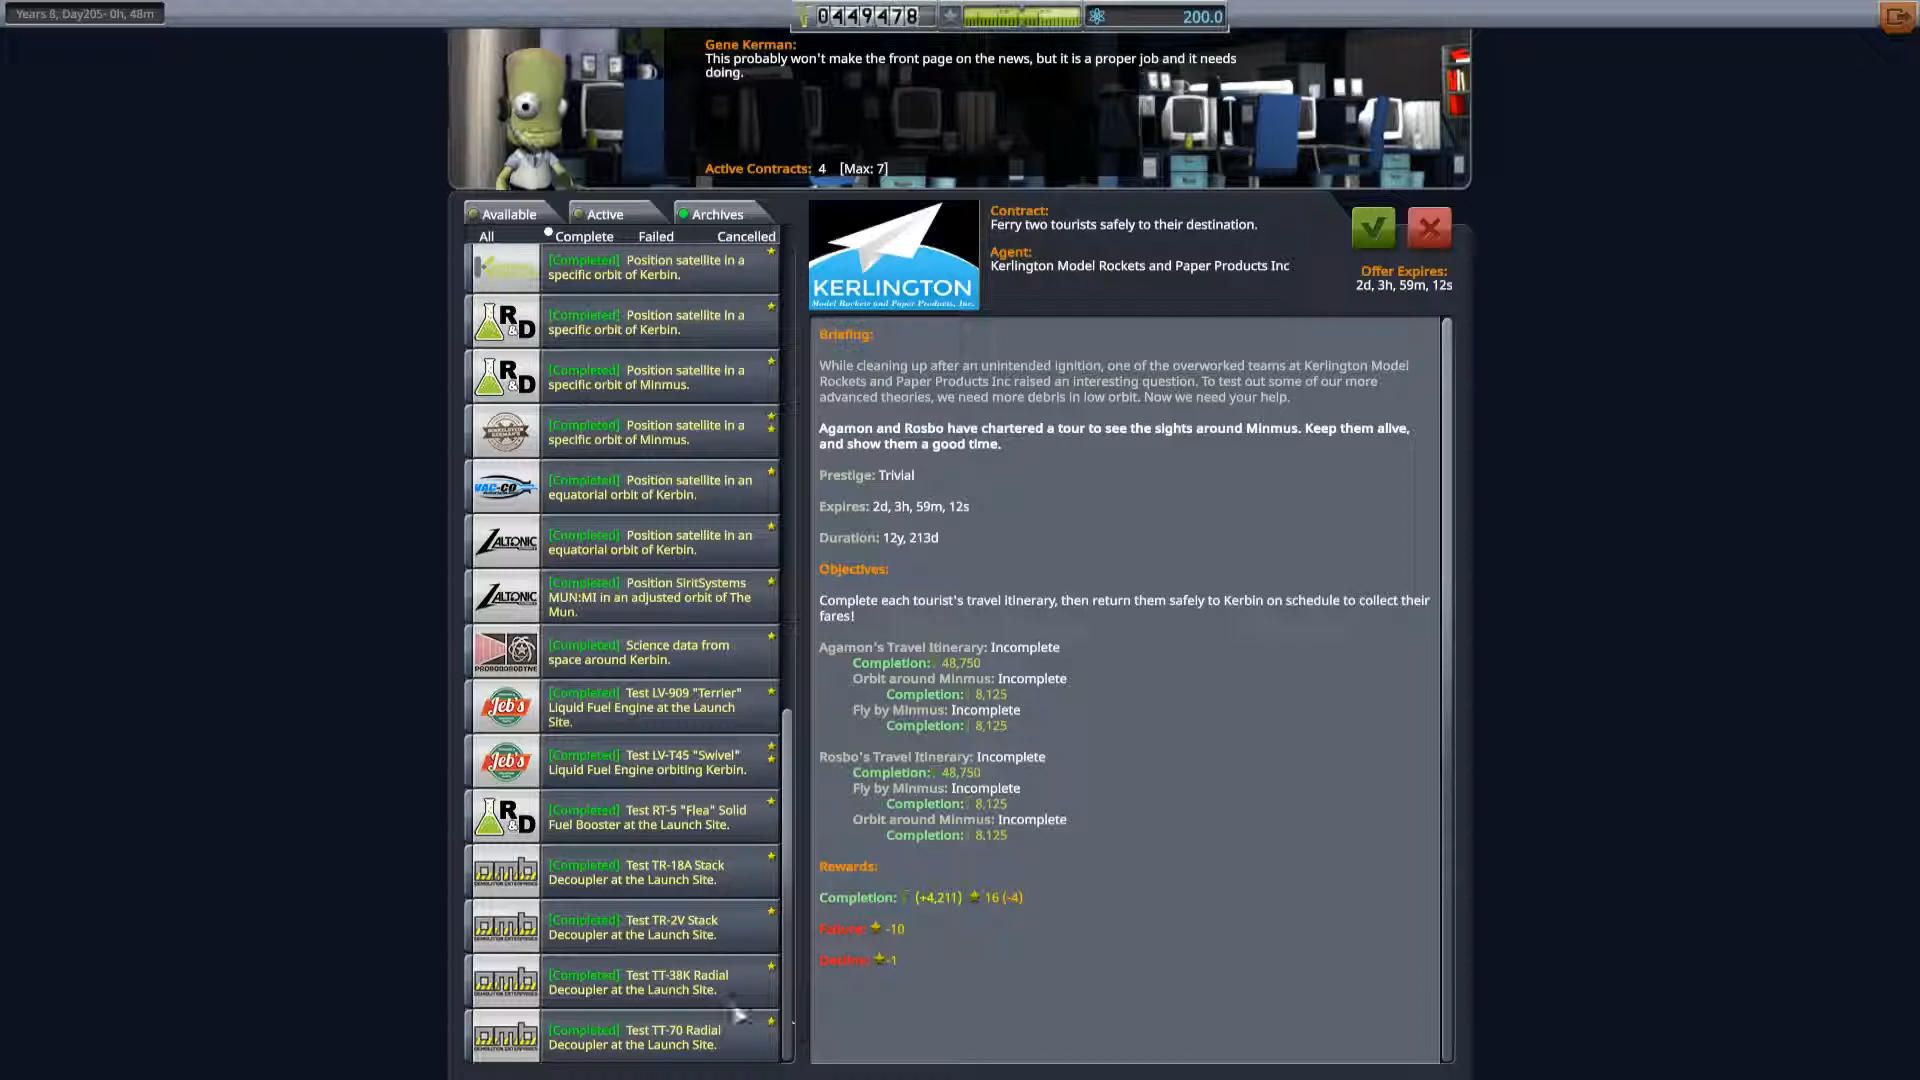 Years 8, Day205- 0h, 48m
0449478
200.0
Gene Kerman:
This probably won't make the front page on the news, but it is a proper job and it needs
doing.
Active Contracts: 4 [Max: 7]
Available
Active
Archives
All
Complete
Failed
Cancelled
[Completed] Position satellite in a
specific orbit of Kerbin.
R&D
[Completed] Position satellite in a
specific orbit of Kerbin.
R&D
[Completed] Position satellite in a
specific orbit of Minmus.
[Completed] Position satellite in a
specific orbit of Minmus.
VAC-CO
[Completed] Position satellite in an
equatorial orbit of Kerbin.
ZALTONIC
[Completed] Position satellite in an
equatorial orbit of Kerbin.
ZALTONIC
[Completed] Position SiritSystems
MUN:MI in an adjusted orbit of The
Mun.
PROBODOBODYNE
[Completed] Science data from
space around Kerbin.
Jeb's
[Completed] Test LV-909 "Terrier"
Liquid Fuel Engine at the Launch
Site.
Jeb's
[Completed] Test LV-T45 "Swivel"
Liquid Fuel Engine orbiting Kerbin.
R&D
[Completed] Test RT-5 "Flea" Solid
Fuel Booster at the Launch Site.
[Completed] Test TR-18A Stack
Decoupler at the Launch Site.
[Completed] Test TR-2V Stack
Decoupler at the Launch Site.
[Completed] Test TT-38K Radial
Decoupler at the Launch Site.
[Completed] Test TT-70 Radial
Decoupler at the Launch Site.
KERLINGTON
Model Rockets and Paper Products, Inc.
Contract:
Ferry two tourists safely to their destination.
Agent:
Kerlington Model Rockets and Paper Products Inc
Offer Expires:
2d, 3h, 59m, 12s
Briefing:
While cleaning up after an unintended ignition, one of the overworked teams at Kerlington Model
Rockets and Paper Products Inc raised an interesting question. To test out some of our more
advanced theories, we need more debris in low orbit. Now we need your help.
Agamon and Rosbo have chartered a tour to see the sights around Minmus. Keep them alive,
and show them a good time.
Prestige: Trivial
Expires: 2d, 3h, 59m, 12s
Duration: 12y, 213d
Objectives:
Complete each tourist's travel itinerary, then return them safely to Kerbin on schedule to collect their
fares!
Agamon's Travel Itinerary: Incomplete
Completion: 48,750
Orbit around Minmus: Incomplete
Completion: 8,125
Fly by Minmus: Incomplete
Completion: 8,125
Rosbo's Travel Itinerary: Incomplete
Completion: 48,750
Fly by Minmus: Incomplete
Completion: 8,125
Orbit around Minmus: Incomplete
Completion: 8,125
Rewards:
Completion: (+4,211) 16 (-4)
Failure: -10
Decline: -1